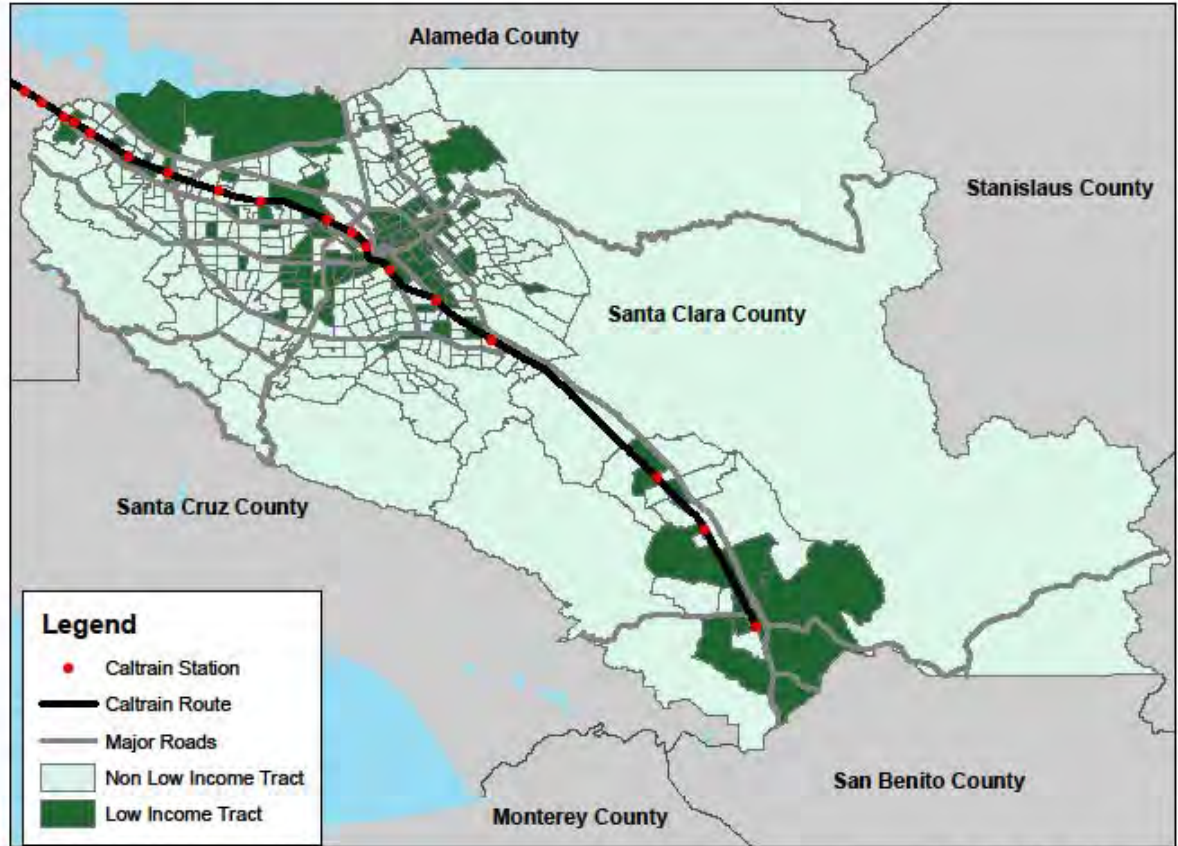 Alameda County
Stanislaus County
Santa Clara County
Santa Cruz County
Legend
Caltrain Station
Caltrain Route
Major Roads
Non Low Income Tract
Low Income Tract
San Benito County
Monterey County